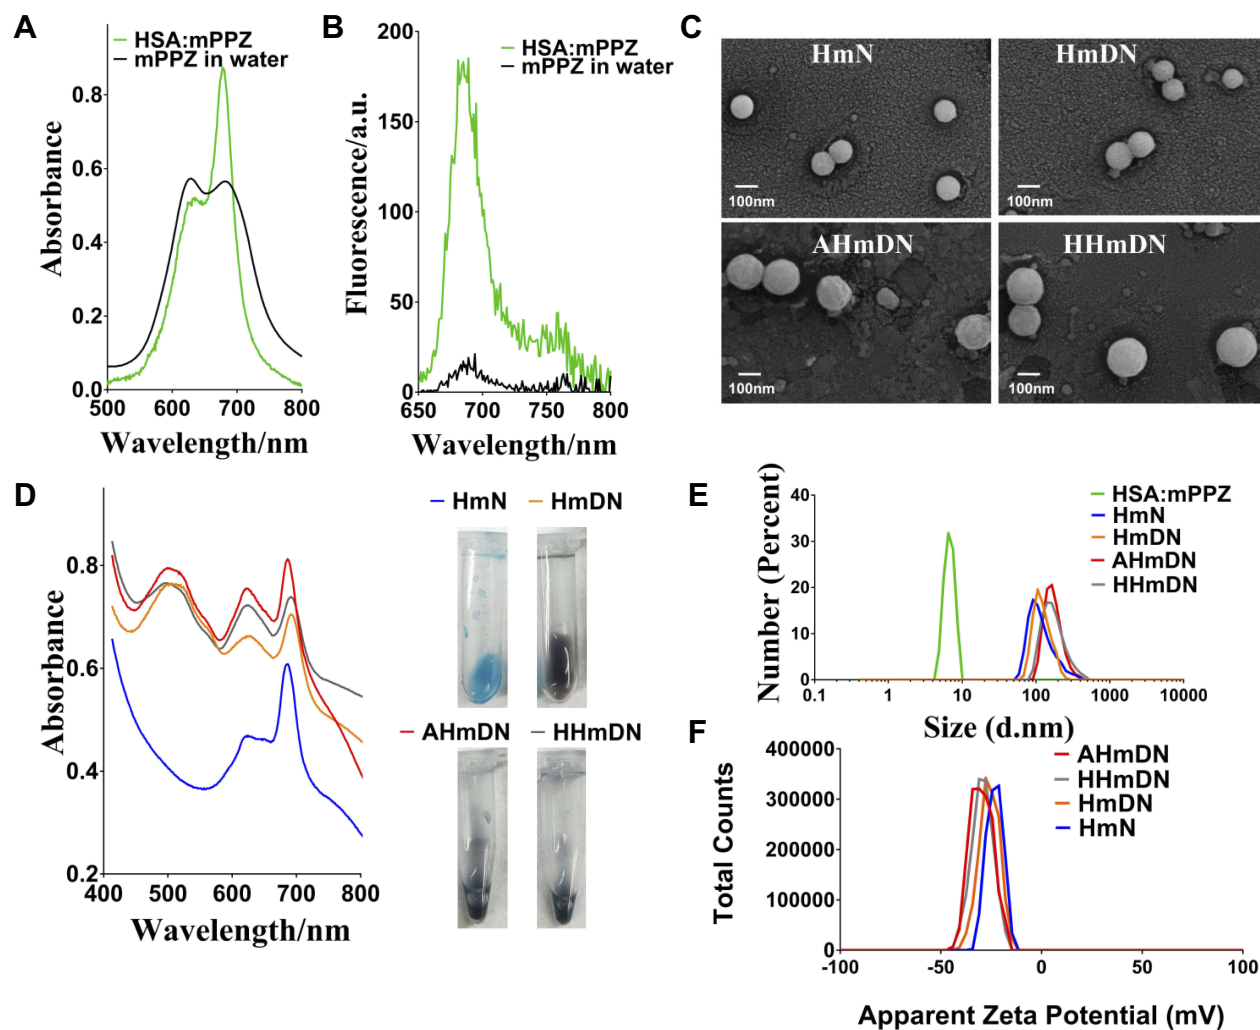 A
HSA:mPPZ
mPPZ in water
Absorbance
0.8
0.6
0.4
0.2
0.0
500 600 700 800
Wavelength/nm
B
HSA:mPPZ
mPPZ in water
Fluorescence/a.u.
200
150
100
50
0
650 700 750 800
Wavelength/nm
C
HmN
100nm
HmDN
100nm
AHmDN
100nm
HHmDN
100nm
D
Absorbance
0.8
0.6
0.4
0.2
400 500 600 700 800
Wavelength/nm
HmN HmDN
AHmDN HHmDN
E
Number (Percent)
40
30
20
10
0
0.1 1 10 100 1000 10000
Size (d.nm)
HSA:mPPZ
HmN
HmDN
AHmDN
HHmDN
F
Total Counts
400000
300000
200000
100000
0
-100 -50 0 50 100
Apparent Zeta Potential (mV)
AHmDN
HHmDN
HmDN
HmN